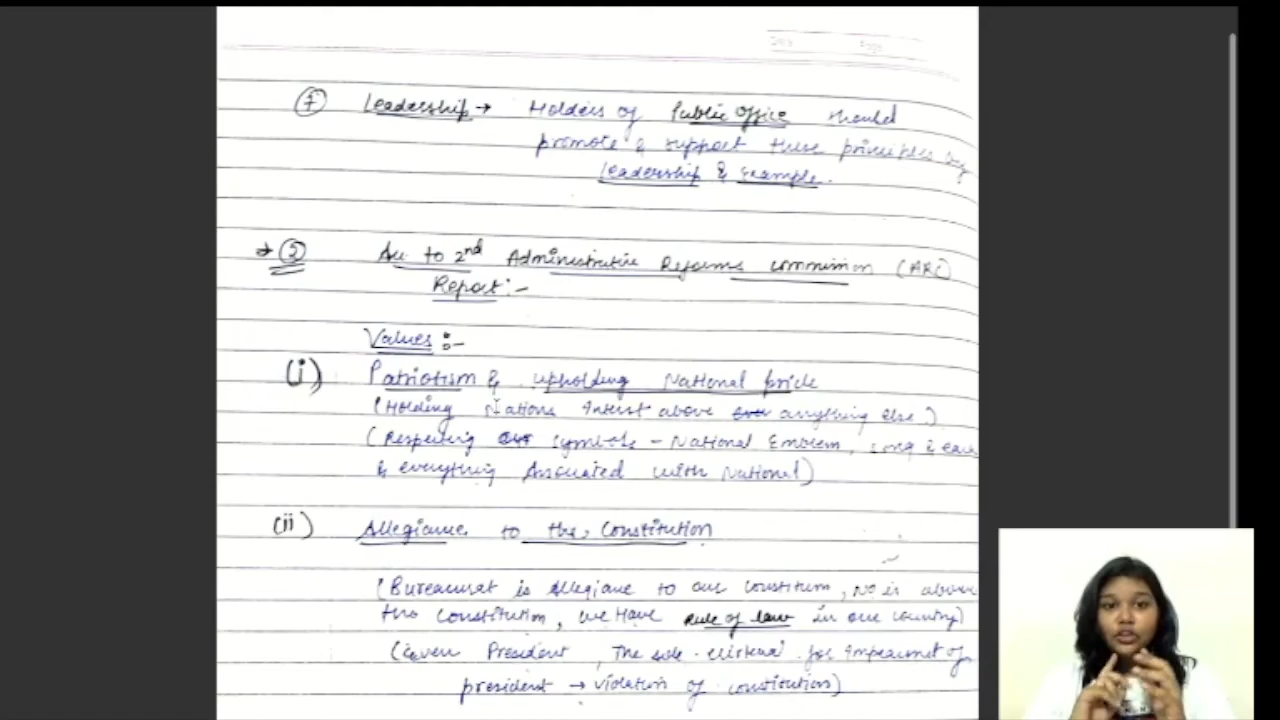 Date Page
(7) Leadership → Holders of Public Office should
promote & support these principles by
leadership & example.
→ (2) Acc. to 2nd Administrative Reforms Commission (ARC)
Report :-
Values :-
(i) Patriotism & upholding National pride
(Holding Nations Interest above anything else)
(Respecting our symbols - National Emblem, song &
& everything Associated with National)
(ii) Allegiance to the, Constitution
(Bureaucrat is Allegiance to our constitution, No is above
the constitution, we have rule of law in our country)
(Even President, The sole for Impeachment of
president → violation of constitution)